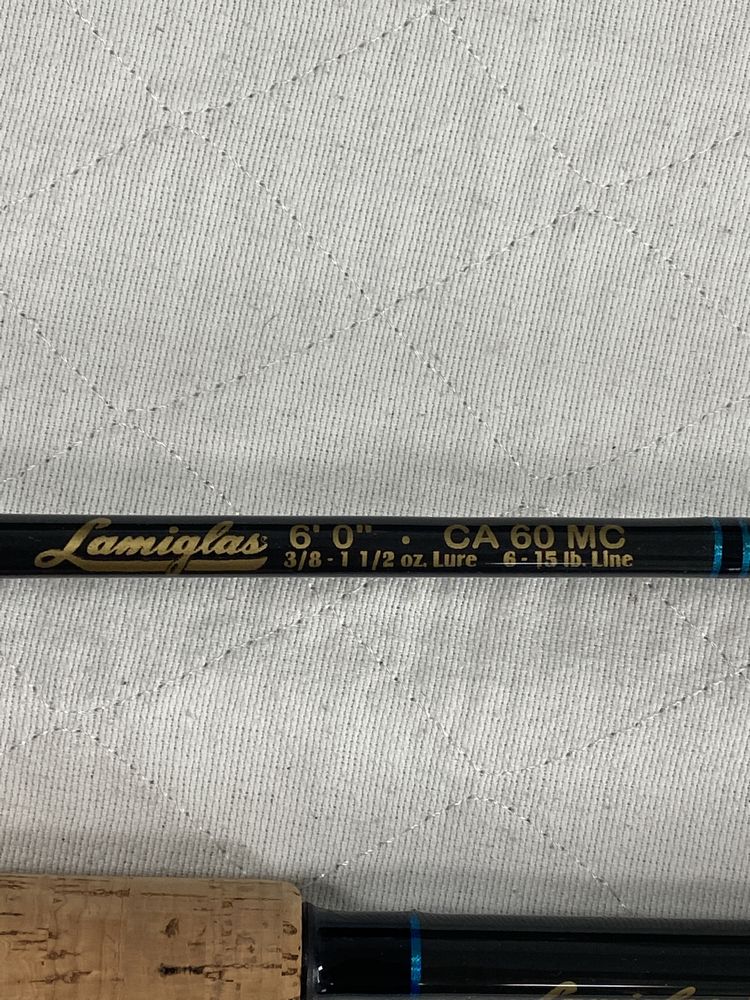 Lamiglas 6' 0" · CA 60 MC
3/8 - 1 1/2 oz. Lure 6 - 15 lb. Line